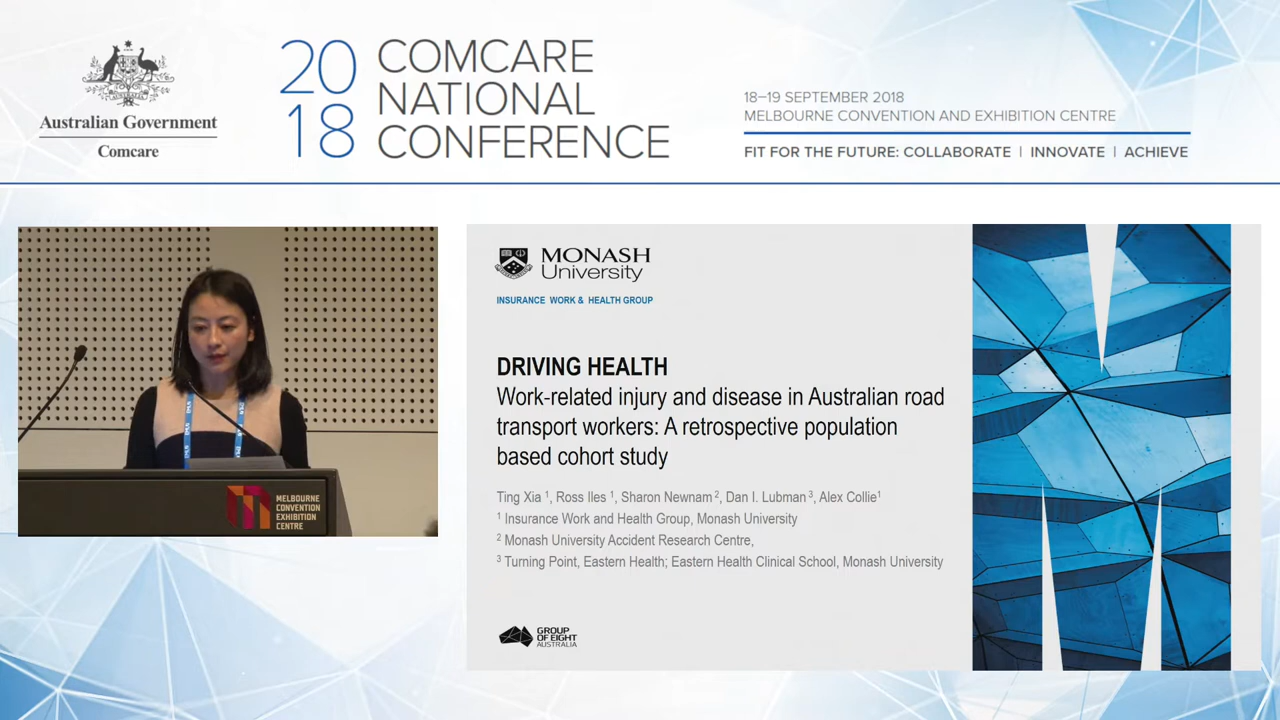 Australian Government
Comcare
20
18
COMCARE
NATIONAL
CONFERENCE
18–19 SEPTEMBER 2018
MELBOURNE CONVENTION AND EXHIBITION CENTRE
FIT FOR THE FUTURE: COLLABORATE | INNOVATE | ACHIEVE
MELBOURNE
CONVENTION
EXHIBITION
CENTRE
MONASH
University
INSURANCE WORK & HEALTH GROUP
DRIVING HEALTH
Work-related injury and disease in Australian road
transport workers: A retrospective population
based cohort study
Ting Xia ¹, Ross Iles ¹, Sharon Newnam ², Dan I. Lubman ³, Alex Collie¹
¹ Insurance Work and Health Group, Monash University
² Monash University Accident Research Centre,
³ Turning Point, Eastern Health; Eastern Health Clinical School, Monash University
GROUP
OF EIGHT
AUSTRALIA